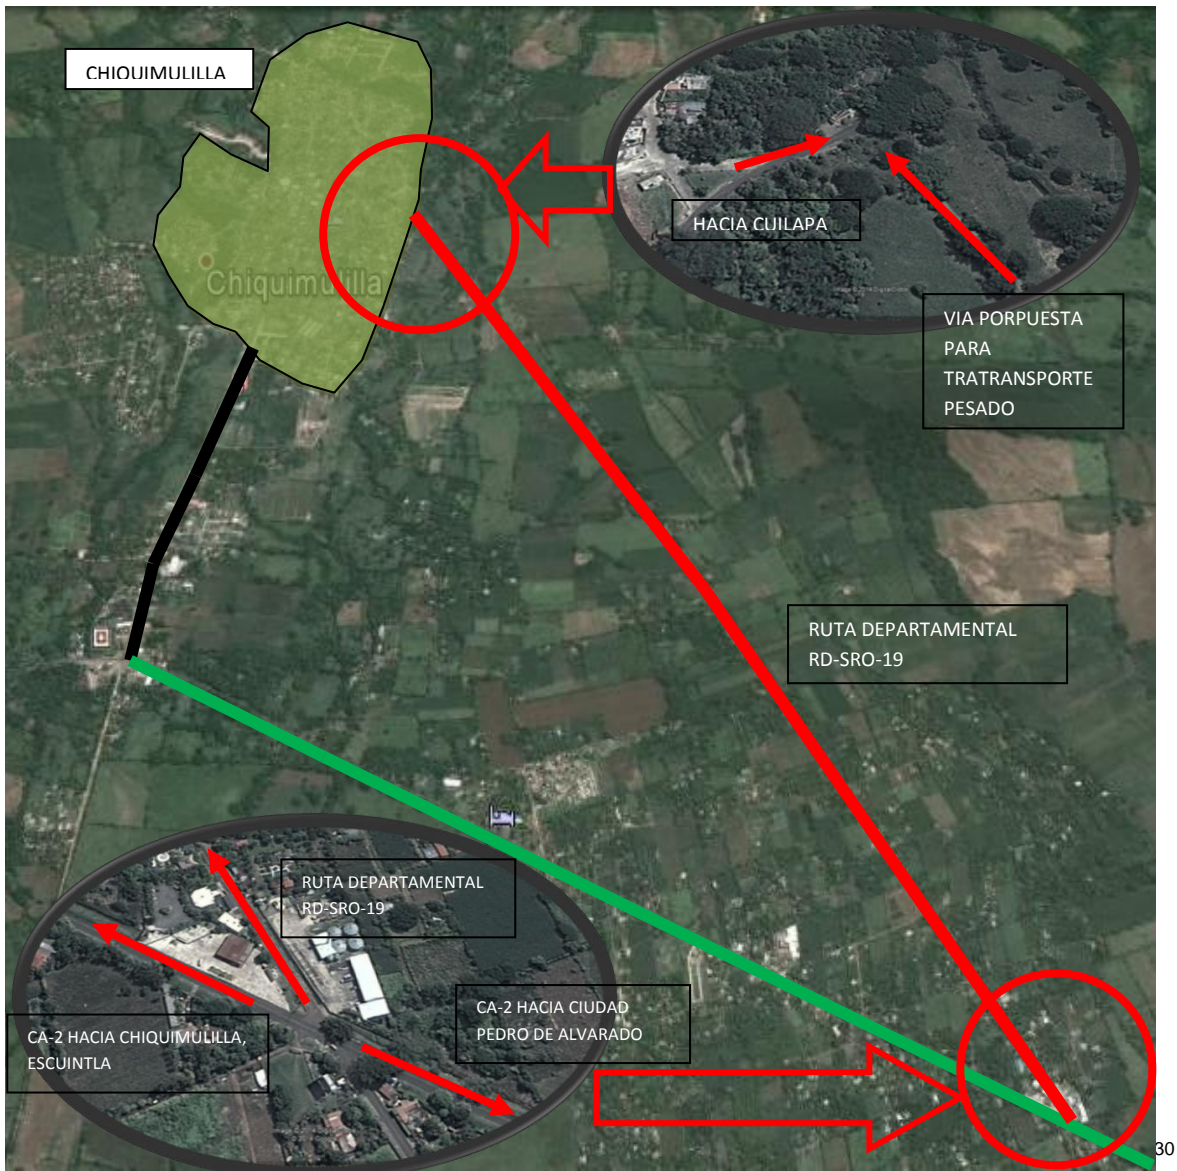 CHIQUIMULILLA
HACIA CUILAPA
VIA PORPUESTA
PARA
TRATRANSPORTE
PESADO
Chiquimulilla
RUTA DEPARTAMENTAL
RD-SRO-19
RUTA DEPARTAMENTAL
RD-SRO-19
CA-2 HACIA CIUDAD
PEDRO DE ALVARADO
CA-2 HACIA CHIQUIMULILLA,
ESCUINTLA
30